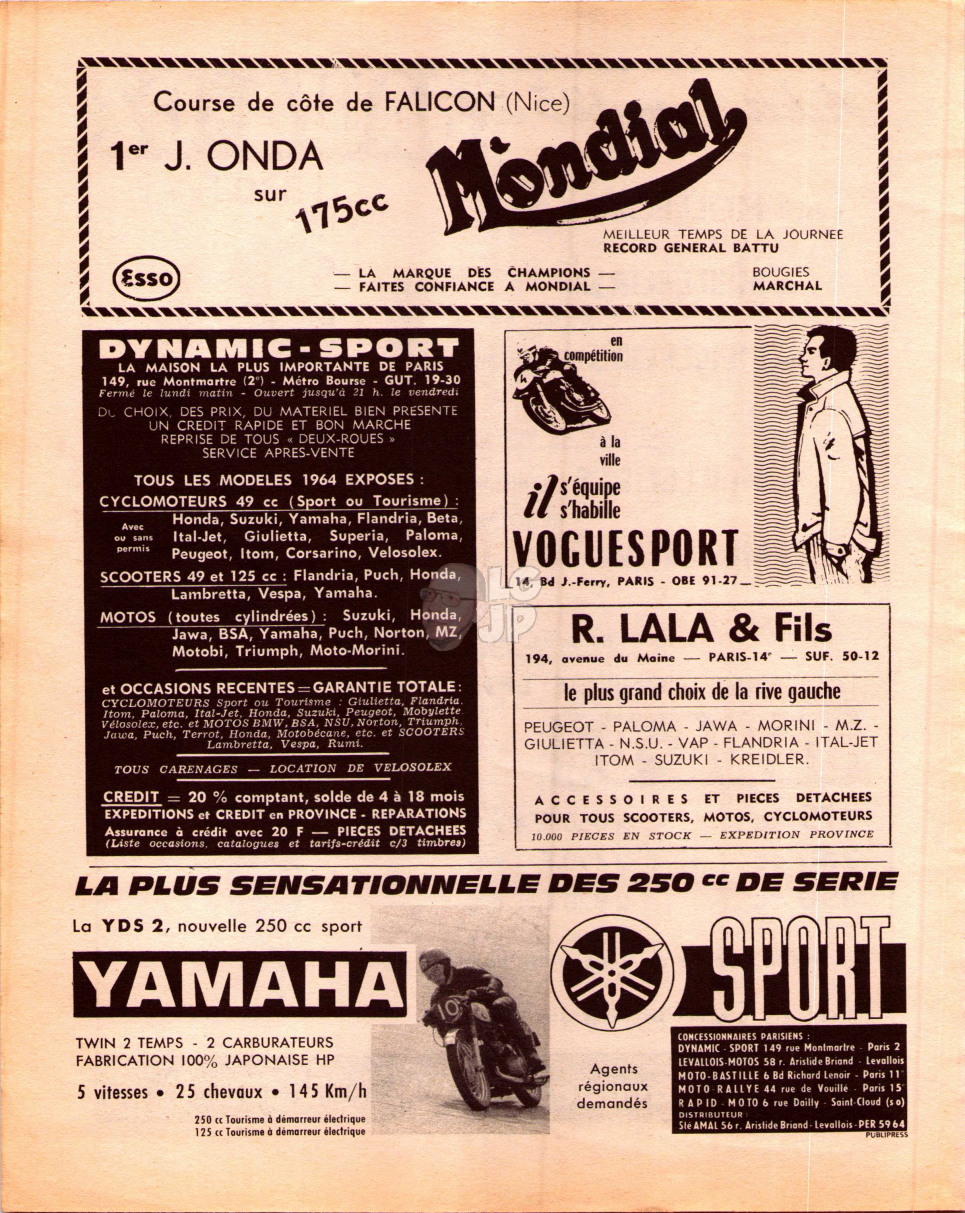 Course de côte de FALICON (Nice)
1er J. ONDA
sur 175cc
Mondial
MEILLEUR TEMPS DE LA JOURNEE
RECORD GENERAL BATTU
Esso
— LA MARQUE DES CHAMPIONS —
— FAITES CONFIANCE A MONDIAL —
BOUGIES
MARCHAL
DYNAMIC-SPORT
LA MAISON LA PLUS IMPORTANTE DE PARIS
149, rue Montmartre (2e) - Métro Bourse - GUT. 19-30
Fermé le lundi matin - Ouvert jusqu'à 21 h. le vendredi
DU CHOIX, DES PRIX, DU MATERIEL BIEN PRESENTE
UN CREDIT RAPIDE ET BON MARCHE
REPRISE DE TOUS « DEUX-ROUES »
SERVICE APRES-VENTE
TOUS LES MODELES 1964 EXPOSES :
CYCLOMOTEURS 49 cc (Sport ou Tourisme) :
Avec
ou sans
permis
Honda, Suzuki, Yamaha, Flandria, Beta,
Ital-Jet, Giulietta, Superia, Paloma,
Peugeot, Itom, Corsarino, Velosolex.
SCOOTERS 49 et 125 cc : Flandria, Puch, Honda,
Lambretta, Vespa, Yamaha.
MOTOS (toutes cylindrées) : Suzuki, Honda,
Jawa, BSA, Yamaha, Puch, Norton, MZ,
Motobi, Triumph, Moto-Morini.
et OCCASIONS RECENTES = GARANTIE TOTALE :
CYCLOMOTEURS Sport ou Tourisme : Giulietta, Flandria,
Itom, Paloma, Ital-Jet, Honda, Suzuki, Peugeot, Mobylette,
Vélosolex, etc. et MOTOS BMW, BSA, NSU, Norton, Triumph,
Jawa, Puch, Terrot, Honda, Motobécane, etc. et SCOOTERS
Lambretta, Vespa, Rumi.
TOUS CARENAGES — LOCATION DE VELOSOLEX
CREDIT = 20 % comptant, solde de 4 à 18 mois
EXPEDITIONS et CREDIT en PROVINCE - REPARATIONS
Assurance à crédit avec 20 F — PIECES DETACHEES
(Liste occasions, catalogues et tarifs-crédit c/3 timbres)
en
compétition
à la
ville
il s'équipe
s'habille
VOGUESPORT
14, Bd J.-Ferry, PARIS - OBE 91-27
LG
JP
R. LALA & Fils
194, avenue du Maine — PARIS-14e — SUF. 50-12
le plus grand choix de la rive gauche
PEUGEOT - PALOMA - JAWA - MORINI - M.Z. -
GIULIETTA - N.S.U. - VAP - FLANDRIA - ITAL-JET
ITOM - SUZUKI - KREIDLER.
ACCESSOIRES ET PIECES DETACHEES
POUR TOUS SCOOTERS, MOTOS, CYCLOMOTEURS
10.000 PIECES EN STOCK — EXPEDITION PROVINCE
LA PLUS SENSATIONNELLE DES 250 cc DE SERIE
La YDS 2, nouvelle 250 cc sport
YAMAHA
SPORT
10
TWIN 2 TEMPS - 2 CARBURATEURS
FABRICATION 100% JAPONAISE HP
5 vitesses • 25 chevaux • 145 Km/h
250 cc Tourisme à démarreur électrique
125 cc Tourisme à démarreur électrique
Agents
régionaux
demandés
CONCESSIONNAIRES PARISIENS :
DYNAMIC - SPORT 149 rue Montmartre - Paris 2
LEVALLOIS-MOTOS 58 r. Aristide Briand - Levallois
MOTO-BASTILLE 6 Bd Richard Lenoir - Paris 11
MOTO-RALLYE 44 rue de Vouillé - Paris 15
RAPID-MOTO 6 rue Dailly - Saint-Cloud (s o)
DISTRIBUTEUR :
Sté AMAL 56 r. Aristide Briand - Levallois - PER 59 64
PUBLIPRESS